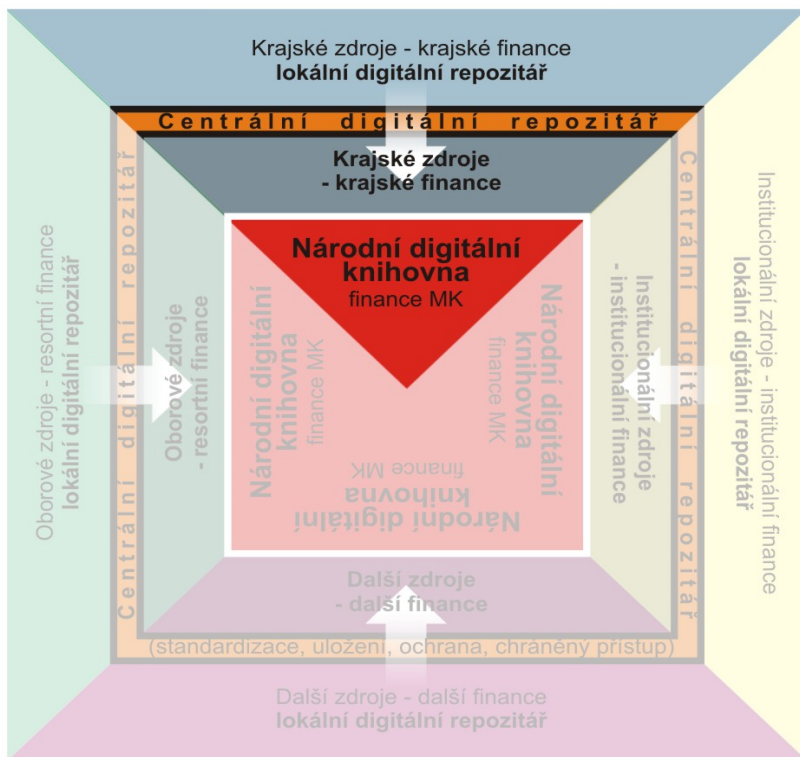 Krajské zdroje - krajské finance
lokální digitální repozitář
Centrální digitální repozitář
Krajské zdroje
- krajské finance
Národní digitální
knihovna
finance MK
Oborové zdroje - resortní finance
lokální digitální repozitář
Centrální digitální repozitář
Oborové zdroje
- resortní finance
Národní digitální
knihovna
finance MK
Národní digitální
knihovna
finance MK
Institucionální zdroje
- institucionální finance
Centrální digitální repozitář
Institucionální zdroje - institucionální finance
lokální digitální repozitář
Národní digitální
knihovna
finance MK
Další zdroje
- další finance
(standardizace, uložení, ochrana, chráněný přístup)
Další zdroje - další finance
lokální digitální repozitář